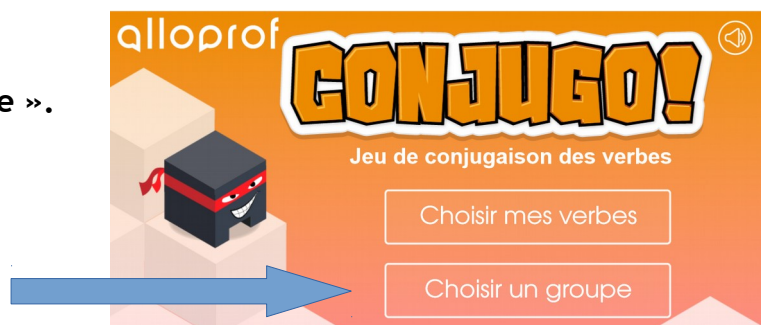 alloprof
CONJUGO!
e ».
Jeu de conjugaison des verbes
Choisir mes verbes
Choisir un groupe